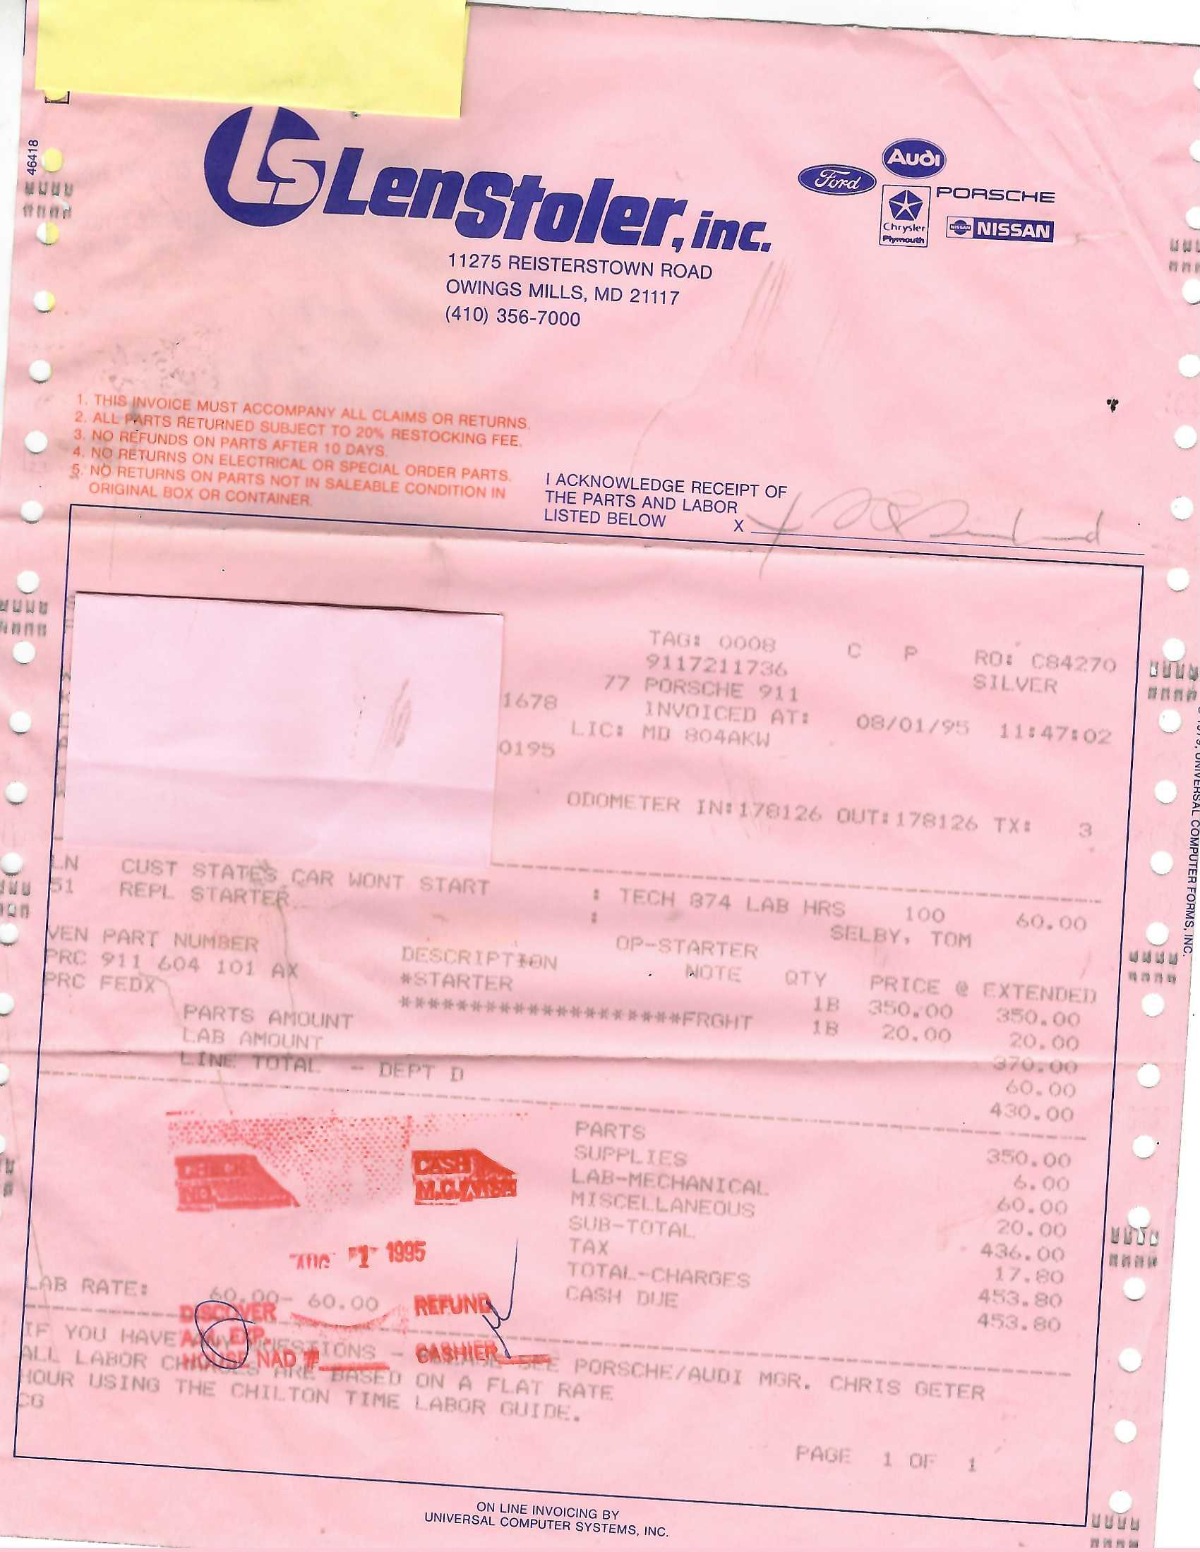 46418
LS LenStoler, inc.
11275 REISTERSTOWN ROAD
OWINGS MILLS, MD 21117
(410) 356-7000
Ford
Audi
PORSCHE
Chrysler
Plymouth
NISSAN
1. THIS INVOICE MUST ACCOMPANY ALL CLAIMS OR RETURNS.
2. ALL PARTS RETURNED SUBJECT TO 20% RESTOCKING FEE.
3. NO REFUNDS ON PARTS AFTER 10 DAYS.
4. NO RETURNS ON ELECTRICAL OR SPECIAL ORDER PARTS.
5. NO RETURNS ON PARTS NOT IN SALEABLE CONDITION IN
ORIGINAL BOX OR CONTAINER.
I ACKNOWLEDGE RECEIPT OF
THE PARTS AND LABOR
LISTED BELOW X
TAG: 0008 C P RO: C84270
9117211736 SILVER
77 PORSCHE 911
1678 INVOICED AT: 08/01/95 11:47:02
LIC: MD 804AKW
0195
ODOMETER IN:178126 OUT:178126 TX: 3
LN CUST STATES CAR WONT START
51 REPL STARTER : TECH 874 LAB HRS 100 60.00
: SELBY, TOM
OP-STARTER
VEN PART NUMBER DESCRIPTION NOTE QTY PRICE @ EXTENDED
PRC 911 604 101 AX *STARTER 1B 350.00 350.00
PRC FEDX ********************FRGHT 1B 20.00 20.00
PARTS AMOUNT 370.00
LAB AMOUNT 60.00
LINE TOTAL - DEPT D 430.00
PARTS 350.00
SUPPLIES 6.00
LAB-MECHANICAL 60.00
MISCELLANEOUS 20.00
SUB-TOTAL 436.00
TAX 17.80
TOTAL-CHARGES 453.80
CASH DUE 453.80
CHECK
NO.
CASH
M.C./VISA
AUG 1 1995
LAB RATE: 60.00- 60.00
DISCOVER REFUND
AM. EXP.
HOUSE NAD # CASHIER
IF YOU HAVE ANY QUESTIONS - PLEASE SEE PORSCHE/AUDI MGR. CHRIS GETER
ALL LABOR CHARGES ARE BASED ON A FLAT RATE
HOUR USING THE CHILTON TIME LABOR GUIDE.
C6
PAGE 1 OF 1
ON LINE INVOICING BY
UNIVERSAL COMPUTER SYSTEMS, INC.
UNIVERSAL COMPUTER FORMS, INC.